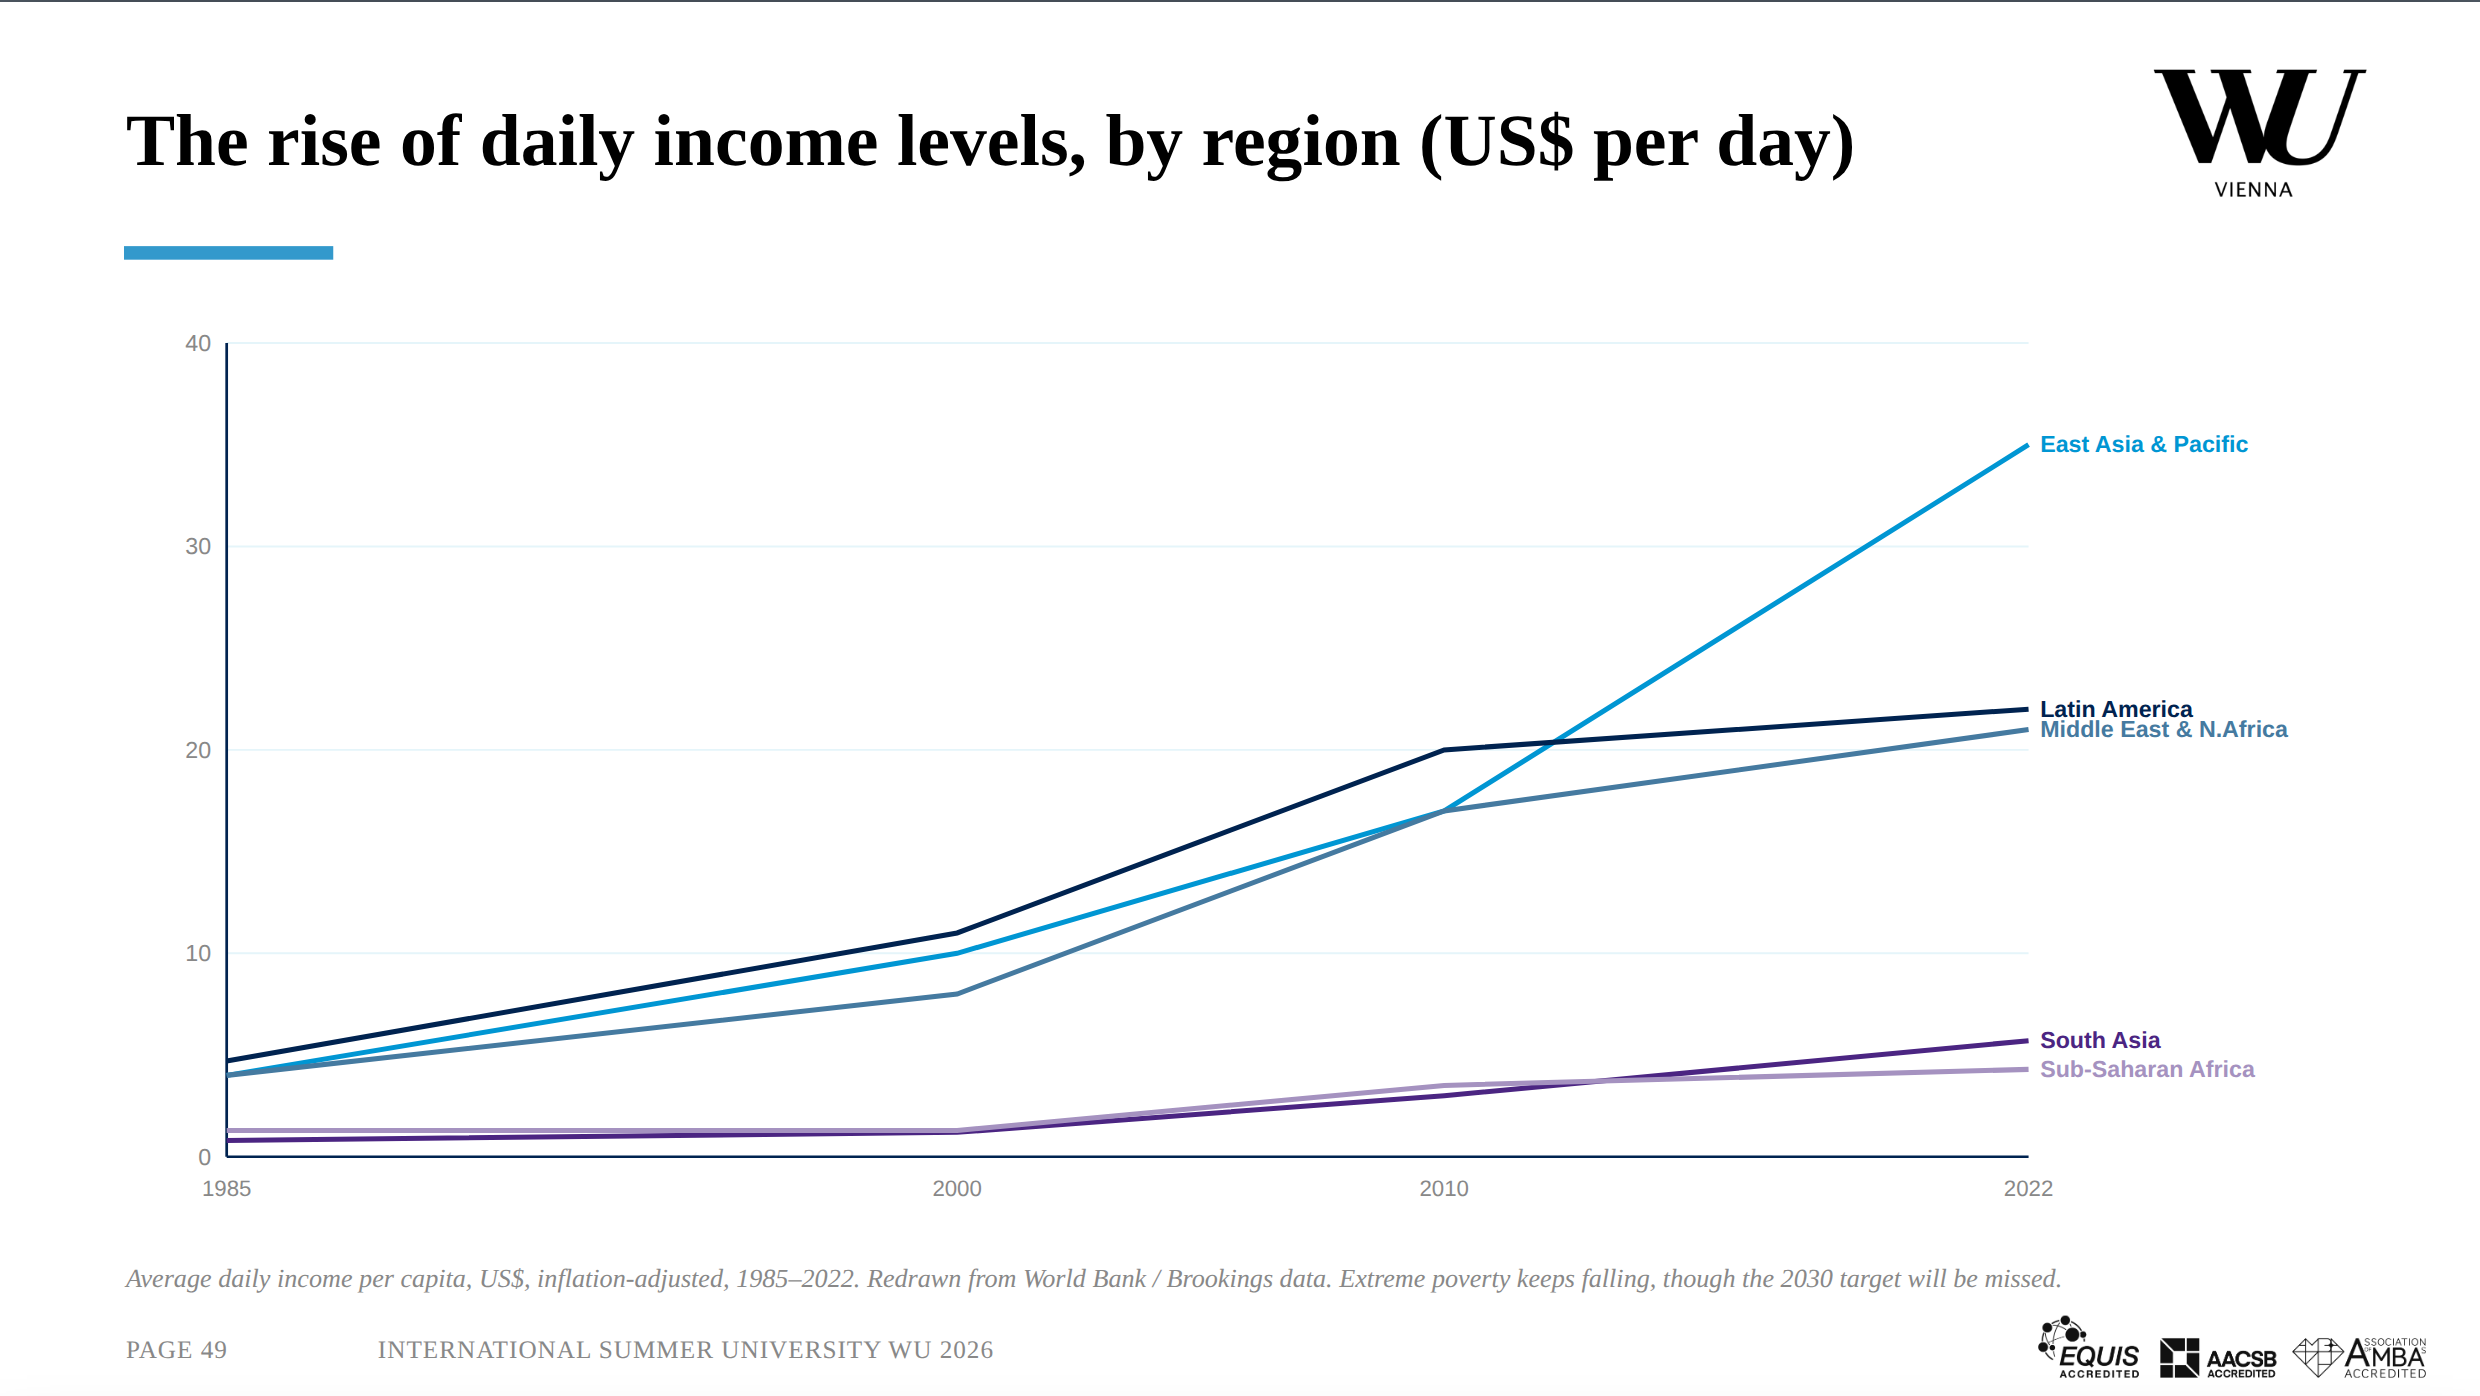 The rise of daily income levels, by region (US$ per day)
WU
VIENNA
40
30
20
10
0
East Asia & Pacific
Latin America
Middle East & N.Africa
South Asia
Sub-Saharan Africa
1985 2000 2010 2022
Average daily income per capita, US$, inflation-adjusted, 1985–2022. Redrawn from World Bank / Brookings data. Extreme poverty keeps falling, though the 2030 target will be missed.
PAGE 49 INTERNATIONAL SUMMER UNIVERSITY WU 2026
EQUIS
ACCREDITED
AACSB
ACCREDITED
ASSOCIATION
OF MBAS
ACCREDITED